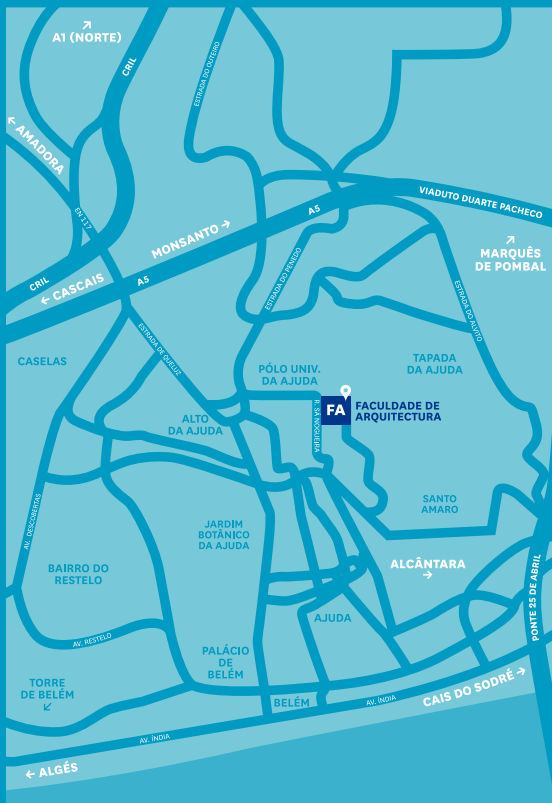 ↗
A1 (NORTE)
CRIL
ESTRADA DO OUTEIRO
← AMADORA
EN 117
VIADUTO DUARTE PACHECO
A5
MONSANTO →
↗
MARQUÊS
DE POMBAL
CRIL
← CASCAIS
A5
ESTRADA DO PENEDO
ESTRADA DO ALVITO
ESTRADA DE QUELUZ
CASELAS
PÓLO UNIV.
DA AJUDA
TAPADA
DA AJUDA
R. SÁ NOGUEIRA
FA
FACULDADE DE
ARQUITECTURA
ALTO
DA AJUDA
AV. DESCOBERTAS
SANTO
AMARO
JARDIM
BOTÂNICO
DA AJUDA
ALCÂNTARA
→
BAIRRO DO
RESTELO
PONTE 25 DE ABRIL
AJUDA
AV. RESTELO
PALÁCIO
DE
BELÉM
TORRE
DE BELÉM
↙
BELÉM
AV. ÍNDIA
CAIS DO SODRÉ →
AV. ÍNDIA
← ALGÉS